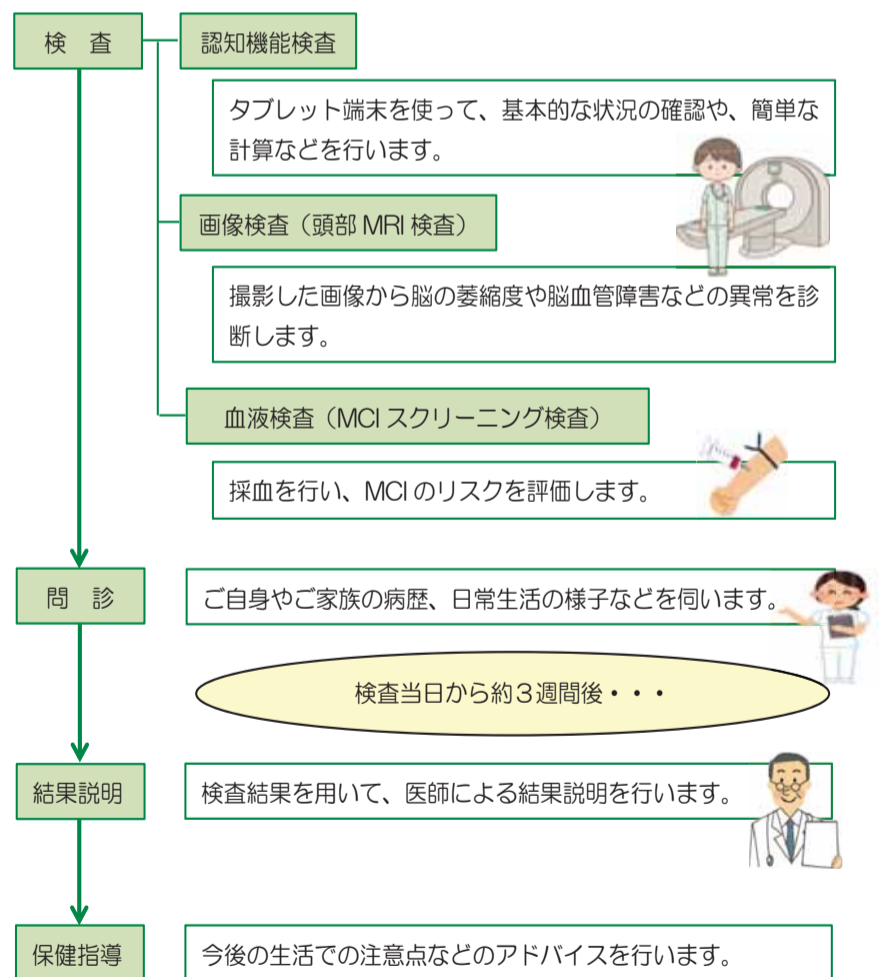 検　査
認知機能検査
タブレット端末を使って、基本的な状況の確認や、簡単な
計算などを行います。
画像検査（頭部 MRI 検査）
撮影した画像から脳の萎縮度や脳血管障害などの異常を診
断します。
血液検査（MCI スクリーニング検査）
採血を行い、MCI のリスクを評価します。
問　診
ご自身やご家族の病歴、日常生活の様子などを伺います。
検査当日から約３週間後・・・
結果説明
検査結果を用いて、医師による結果説明を行います。
保健指導
今後の生活での注意点などのアドバイスを行います。